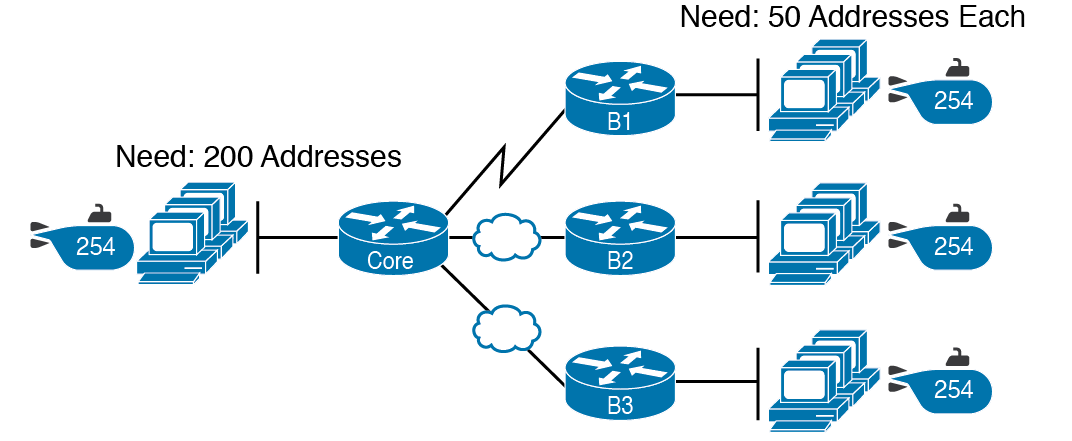 Need: 50 Addresses Each
254
B1
Need: 200 Addresses
254
Core
B2
254
B3
254